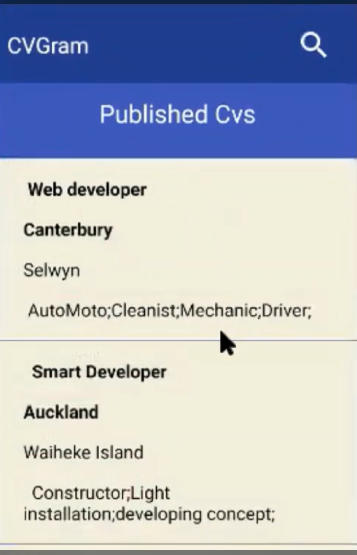 CVGram
Published Cvs
Web developer
Canterbury
Selwyn
AutoMoto;Cleanist;Mechanic;Driver;
Smart Developer
Auckland
Waiheke Island
Constructor;Light
installation;developing concept;